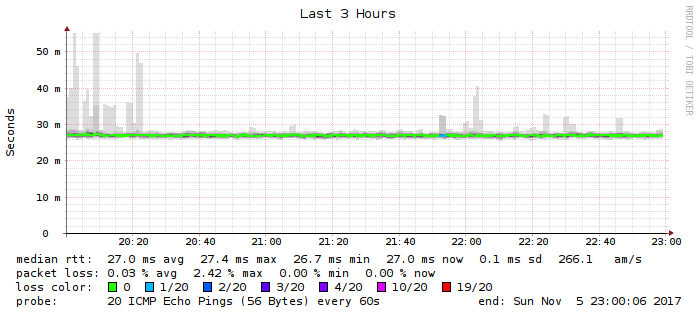 Last 3 Hours
RRDTOOL / TOBI OETIKER
Seconds
50 m
40 m
30 m
20 m
10 m
0
20:20 20:40 21:00 21:20 21:40 22:00 22:20 22:40 23:00
median rtt: 27.0 ms avg 27.4 ms max 26.7 ms min 27.0 ms now 0.1 ms sd 266.1 am/s
packet loss: 0.03 % avg 2.42 % max 0.00 % min 0.00 % now
loss color: 0 1/20 2/20 3/20 4/20 10/20 19/20
probe: 20 ICMP Echo Pings (56 Bytes) every 60s end: Sun Nov 5 23:00:06 2017